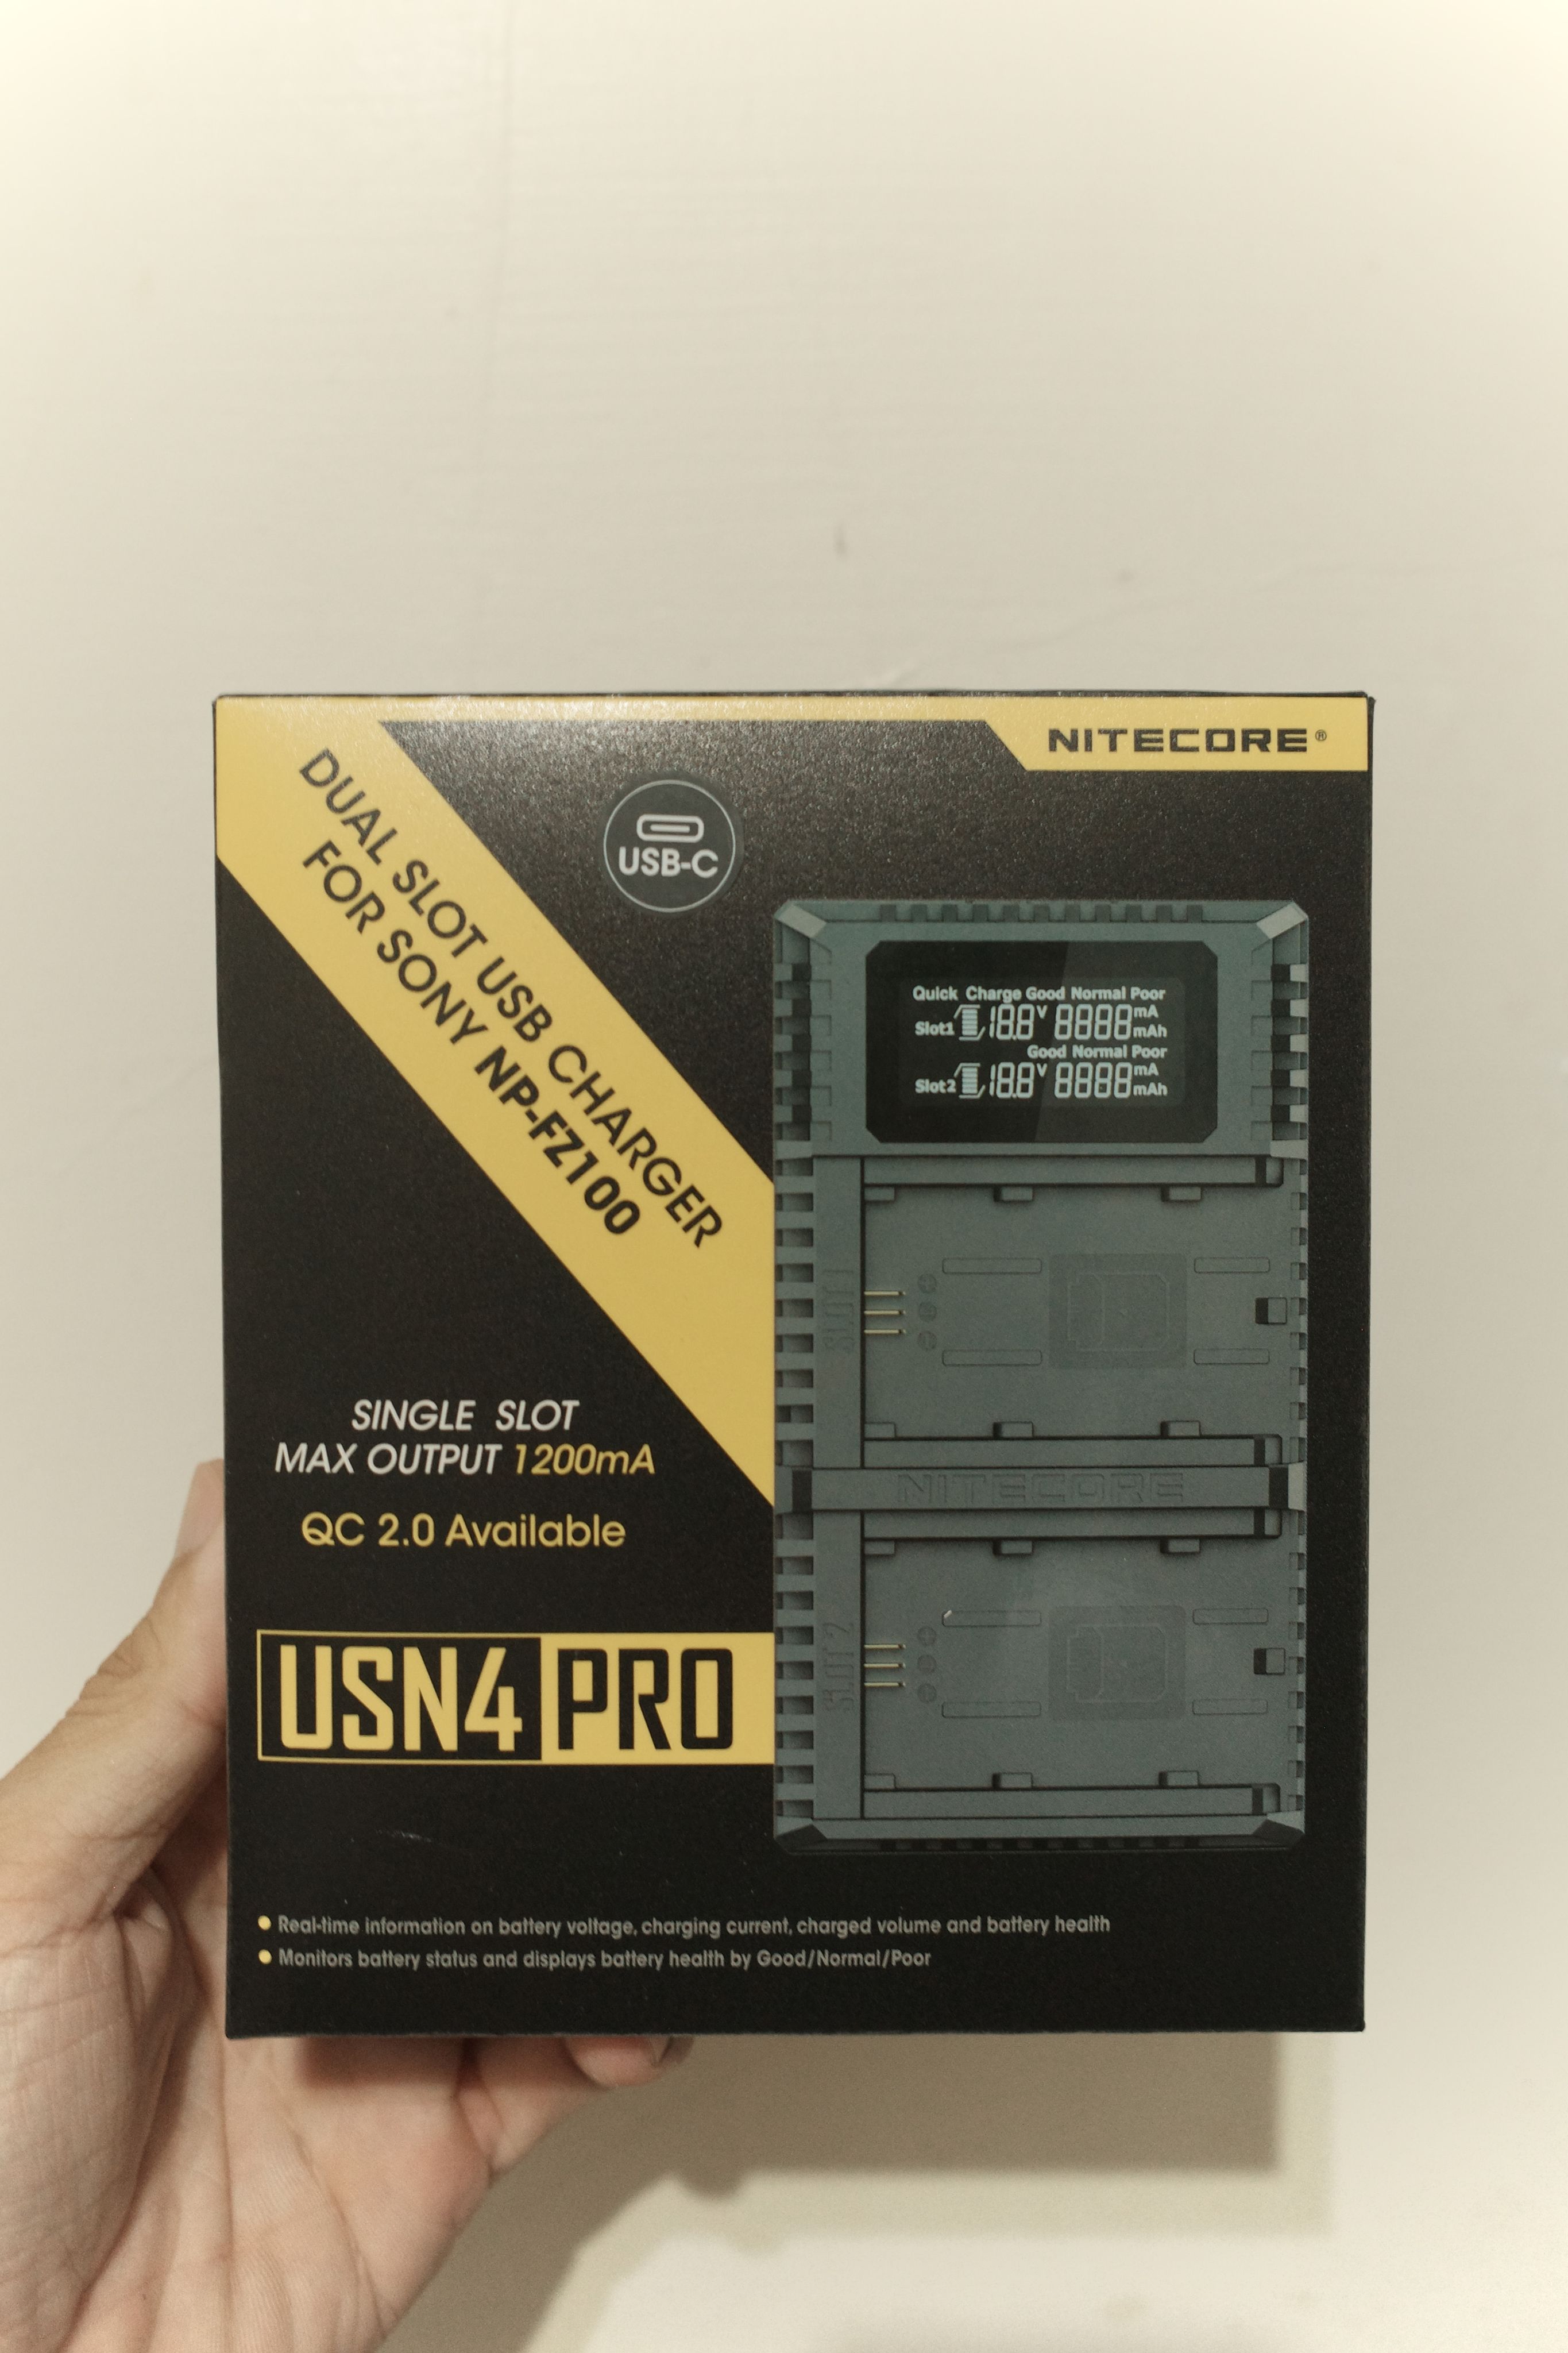 NITECORE®
DUAL SLOT USB CHARGER
FOR SONY NP-FZ100
USB-C
Quick Charge Good Normal Poor
Slot1 18.8V 8888mA mAh
Good Normal Poor
Slot2 18.8V 8888mA mAh
SLOT 1
SINGLE SLOT
MAX OUTPUT 1200mA
QC 2.0 Available
NITECORE
SLOT 2
USN4 PRO
Real-time information on battery voltage, charging current, charged volume and battery health
Monitors battery status and displays battery health by Good/Normal/Poor